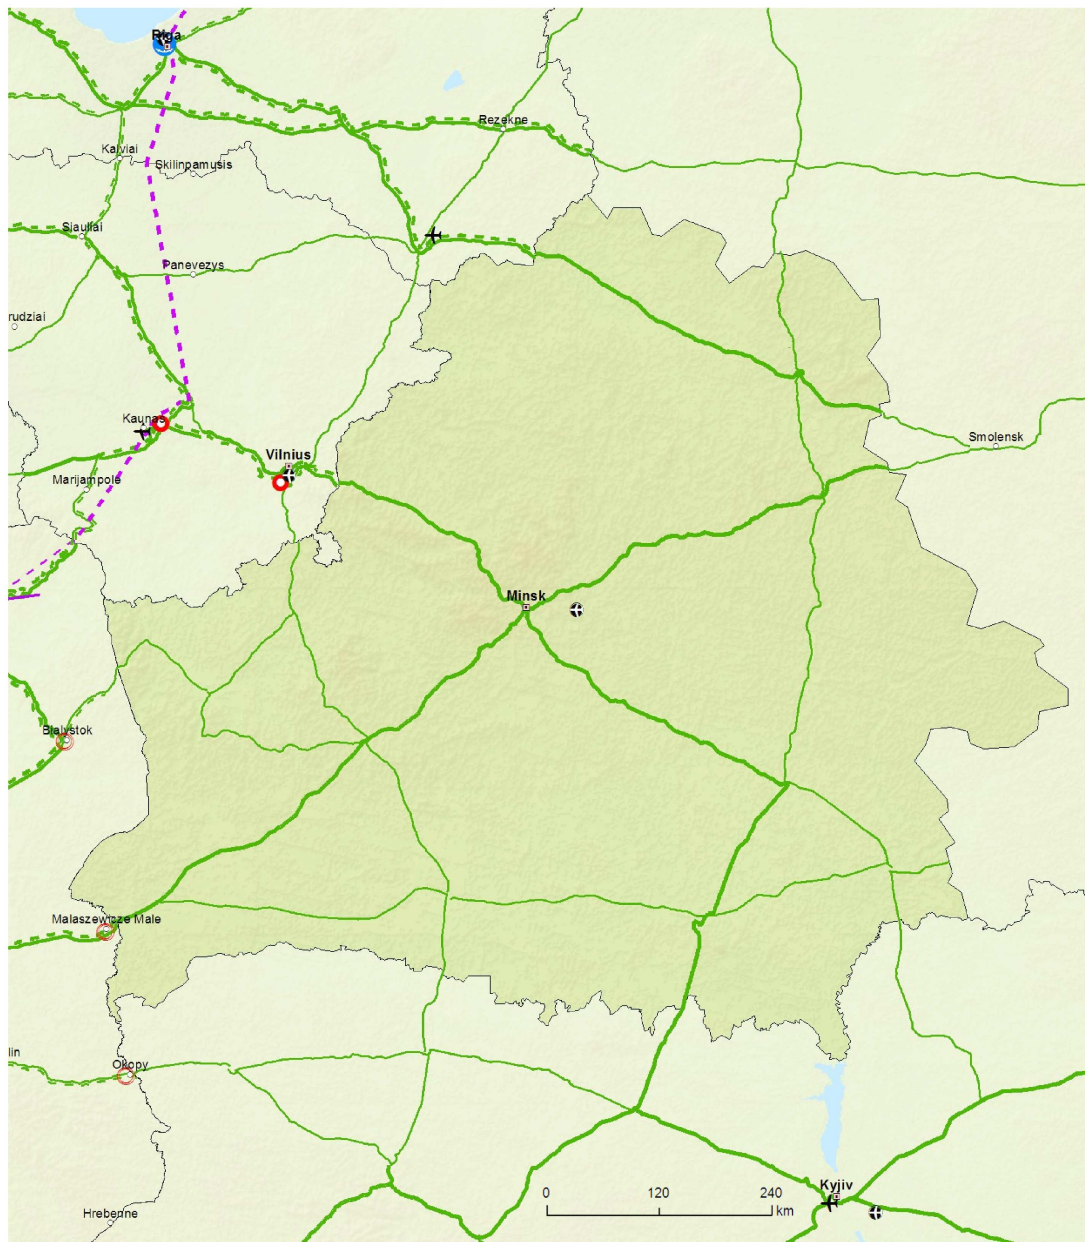 Riga
Rezekne
Kalviai
Skilinpamusis
Siauliai
Panevezys
rudziai
Kaunas
Smolensk
Vilnius
Marijampole
Minsk
Bialystok
Malaszewicze Male
lin
Okopy
Kyjiv
0 120 240
km
Hrebenne